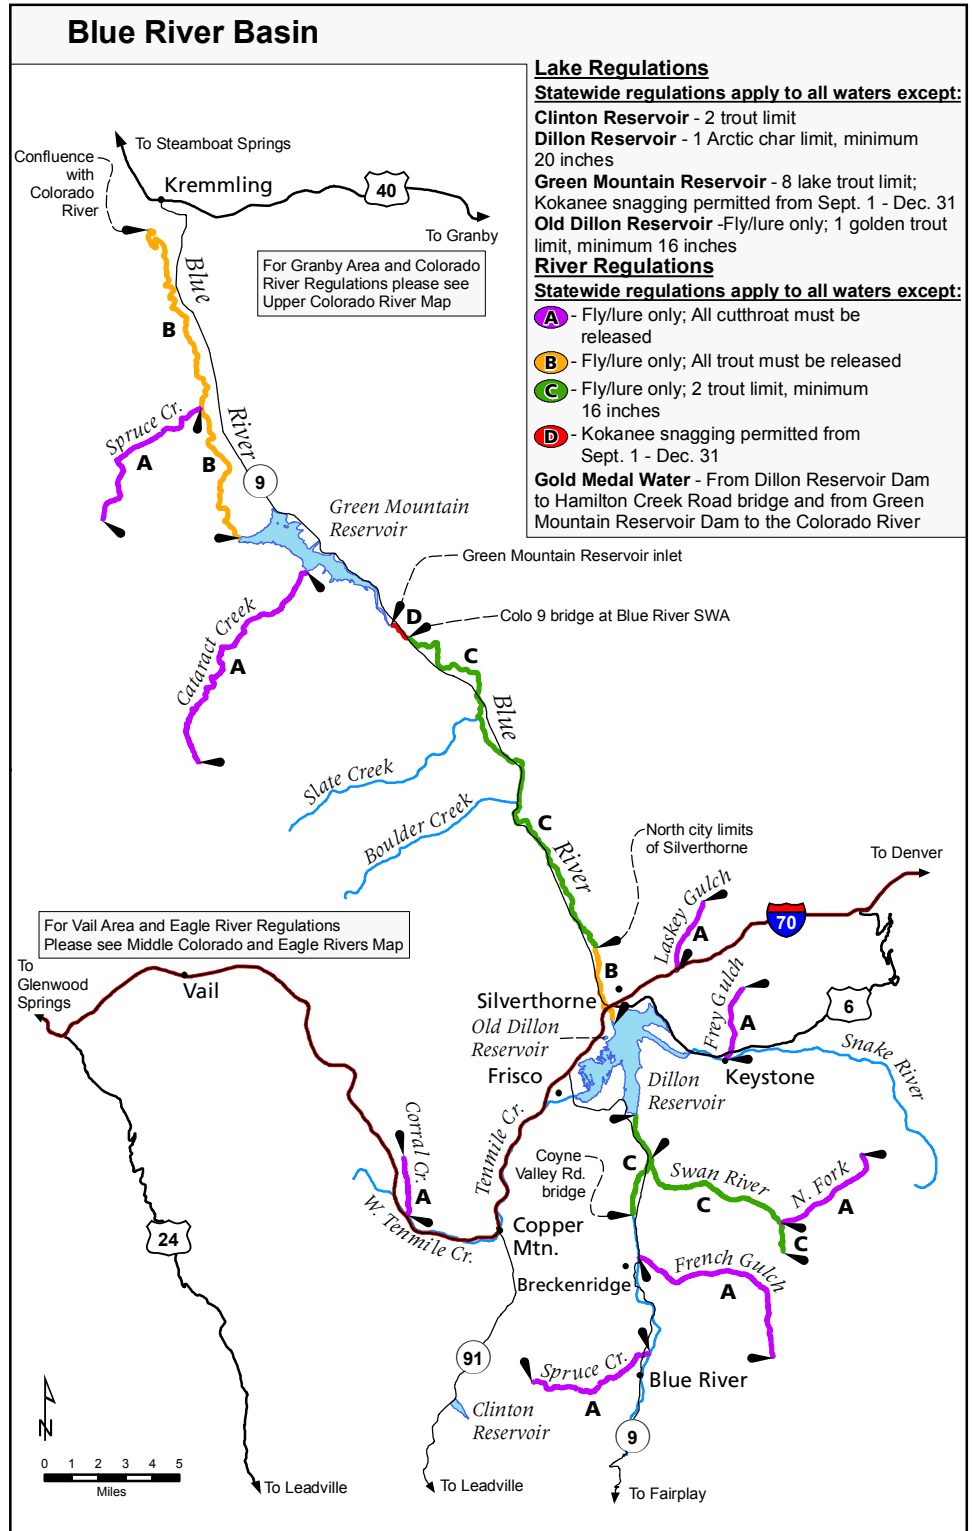 Blue River Basin
Lake Regulations
Statewide regulations apply to all waters except:
Clinton Reservoir - 2 trout limit
Dillon Reservoir - 1 Arctic char limit, minimum
20 inches
Green Mountain Reservoir - 8 lake trout limit;
Kokanee snagging permitted from Sept. 1 - Dec. 31
Old Dillon Reservoir -Fly/lure only; 1 golden trout
limit, minimum 16 inches
River Regulations
Statewide regulations apply to all waters except:
A - Fly/lure only; All cutthroat must be
released
B - Fly/lure only; All trout must be released
C - Fly/lure only; 2 trout limit, minimum
16 inches
D - Kokanee snagging permitted from
Sept. 1 - Dec. 31
Gold Medal Water - From Dillon Reservoir Dam
to Hamilton Creek Road bridge and from Green
Mountain Reservoir Dam to the Colorado River
To Steamboat Springs
Confluence
with
Colorado
River
Kremmling
40
To Granby
For Granby Area and Colorado
River Regulations please see
Upper Colorado River Map
Blue
B
Spruce Cr.
A
B
River
9
Green Mountain
Reservoir
Green Mountain Reservoir inlet
D
Colo 9 bridge at Blue River SWA
Cataract Creek
A
C
Blue
Slate Creek
Boulder Creek
C
River
North city limits
of Silverthorne
To Denver
Laskey Gulch
A
70
For Vail Area and Eagle River Regulations
Please see Middle Colorado and Eagle Rivers Map
To
Glenwood
Springs
Vail
B
Silverthorne
Frey Gulch
A
6
Old Dillon
Reservoir
Snake River
Frisco
Keystone
Dillon
Reservoir
Corral Cr.
A
Tenmile Cr.
Coyne
Valley Rd.
bridge
C
Swan River
C
N. Fork
A
C
W. Tenmile Cr.
Copper
Mtn.
24
Breckenridge
French Gulch
A
91
Spruce Cr.
A
Blue River
Clinton
Reservoir
9
N
0 1 2 3 4 5
Miles
To Leadville
To Leadville
To Fairplay